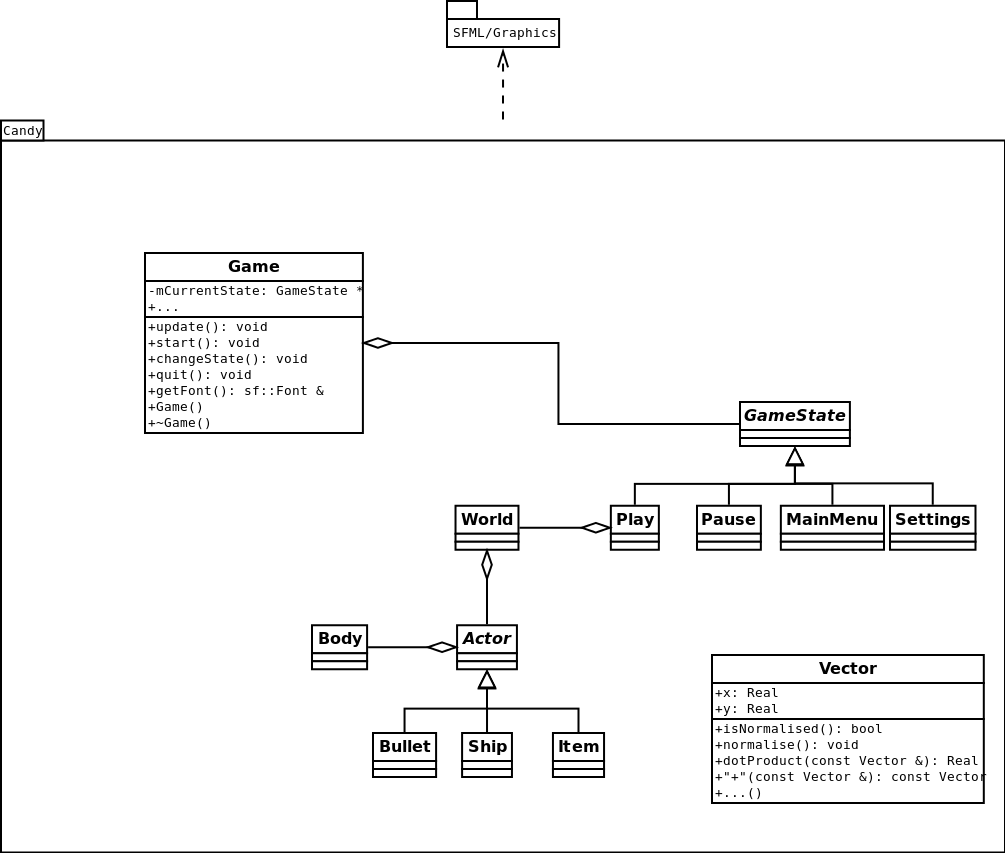 SFML/Graphics
Candy
Game
-mCurrentState: GameState *
+...
+update(): void
+start(): void
+changeState(): void
+quit(): void
+getFont(): sf::Font &
+Game()
+~Game()
GameState
World
Play
Pause
MainMenu
Settings
Body
Actor
Bullet
Ship
Item
Vector
+x: Real
+y: Real
+isNormalised(): bool
+normalise(): void
+dotProduct(const Vector &): Real
+"+"(const Vector &): const Vector
+...()